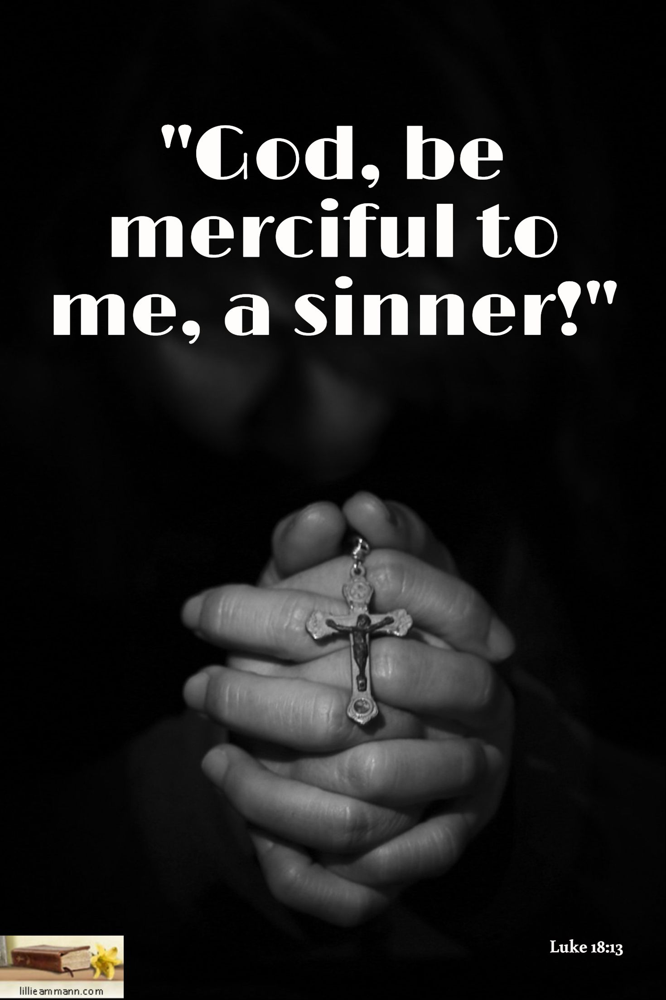 "God, be
merciful to
me, a sinner!"
Luke 18:13
lillieammann.com